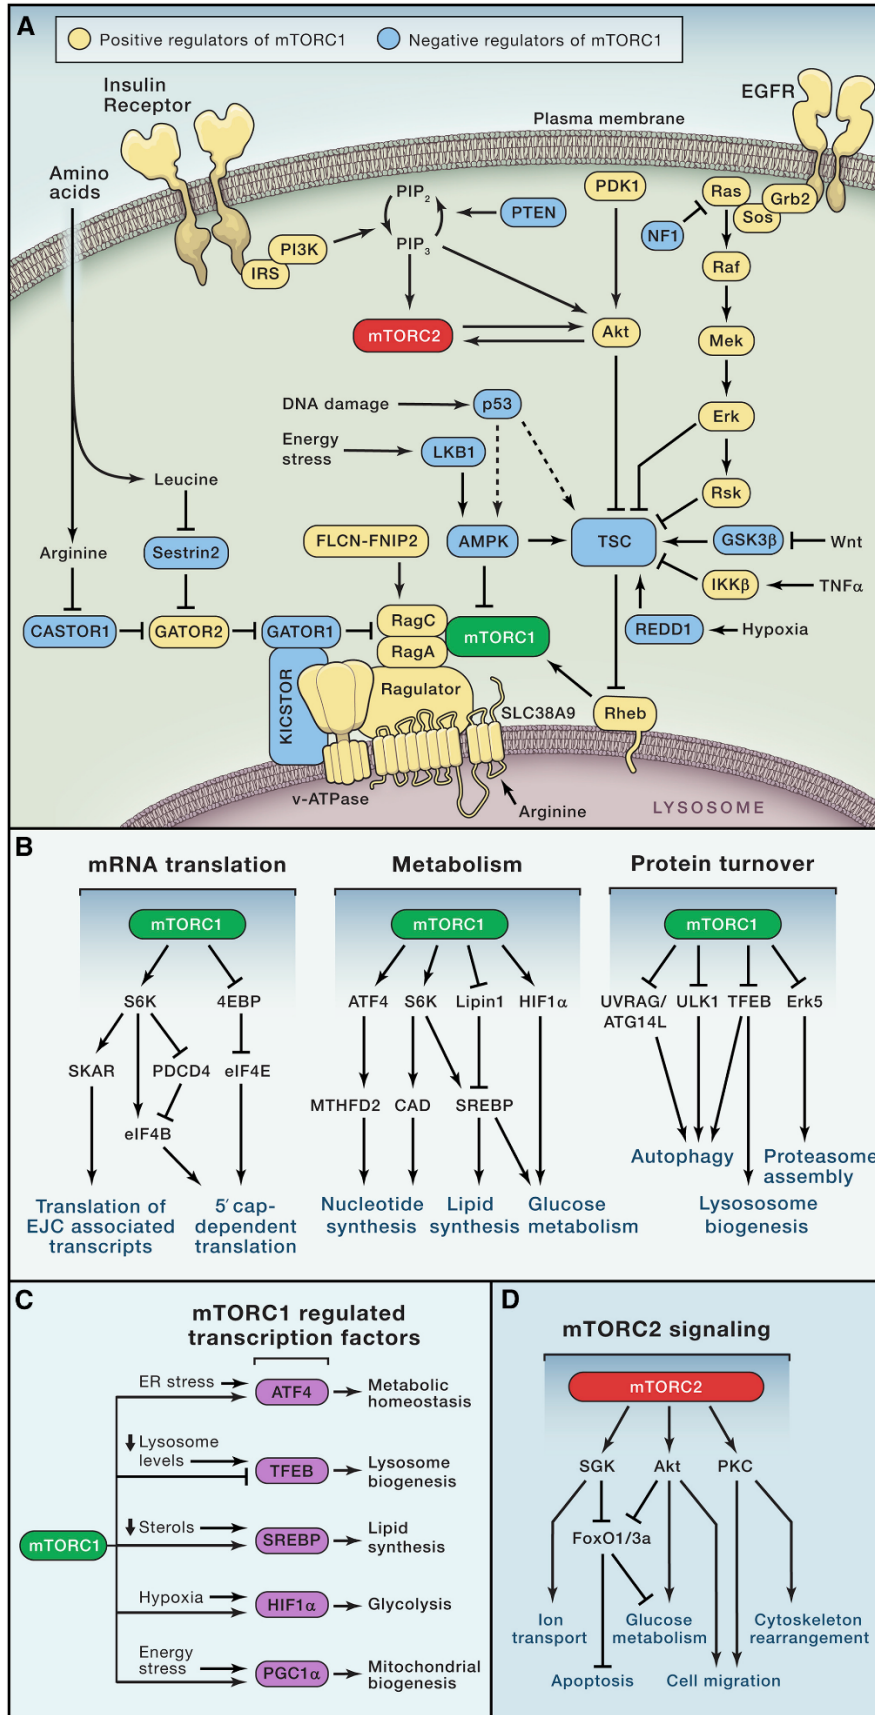 A
Positive regulators of mTORC1
Negative regulators of mTORC1
Insulin
Receptor
EGFR
Plasma membrane
Amino
acids
PIP2
PIP3
PTEN
PDK1
Ras
Sos
Grb2
NF1
PI3K
IRS
Raf
mTORC2
Akt
Mek
DNA damage
p53
Erk
Energy
stress
LKB1
Leucine
Rsk
Arginine
Sestrin2
FLCN-FNIP2
AMPK
TSC
GSK3β
Wnt
IKKβ
TNFα
CASTOR1
GATOR2
GATOR1
RagC
RagA
mTORC1
REDD1
Hypoxia
KICSTOR
Ragulator
SLC38A9
Rheb
v-ATPase
Arginine
LYSOSOME
B
mRNA translation
Metabolism
Protein turnover
mTORC1
mTORC1
mTORC1
S6K
4EBP
ATF4
S6K
Lipin1
HIF1α
UVRAG/
ATG14L
ULK1
TFEB
Erk5
SKAR
PDCD4
eIF4E
MTHFD2
CAD
SREBP
eIF4B
Autophagy
Proteasome
assembly
Translation of
EJC associated
transcripts
5′ cap-
dependent
translation
Nucleotide
synthesis
Lipid
synthesis
Glucose
metabolism
Lysososome
biogenesis
C
mTORC1 regulated
transcription factors
ER stress
ATF4
Metabolic
homeostasis
Lysosome
levels
TFEB
Lysosome
biogenesis
mTORC1
Sterols
SREBP
Lipid
synthesis
Hypoxia
HIF1α
Glycolysis
Energy
stress
PGC1α
Mitochondrial
biogenesis
D
mTORC2 signaling
mTORC2
SGK
Akt
PKC
FoxO1/3a
Ion
transport
Glucose
metabolism
Cytoskeleton
rearrangement
Apoptosis
Cell migration